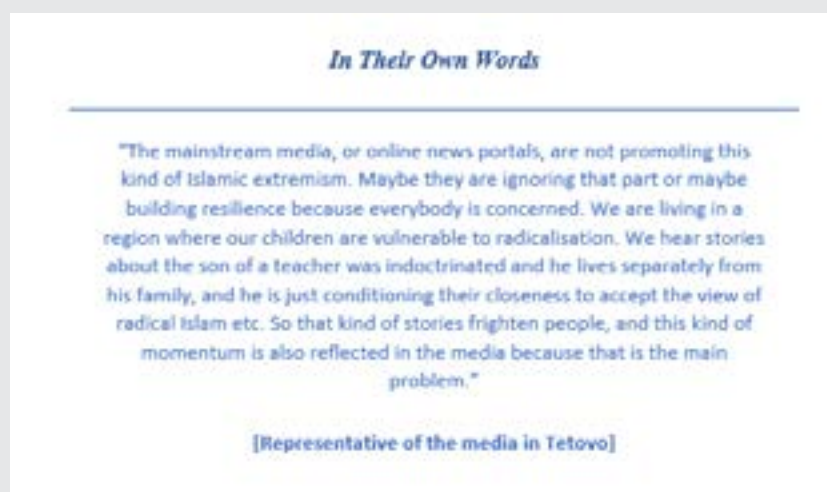 In Their Own Words
"The mainstream media, or online news portals, are not promoting this
kind of Islamic extremism. Maybe they are ignoring that part or maybe
building resilience because everybody is concerned. We are living in a
region where our children are vulnerable to radicalisation. We hear stories
about the son of a teacher was indoctrinated and he lives separately from
his family, and he is just conditioning their closeness to accept the view of
radical Islam etc. So that kind of stories frighten people, and this kind of
momentum is also reflected in the media because that is the main
problem."
[Representative of the media in Tetovo]